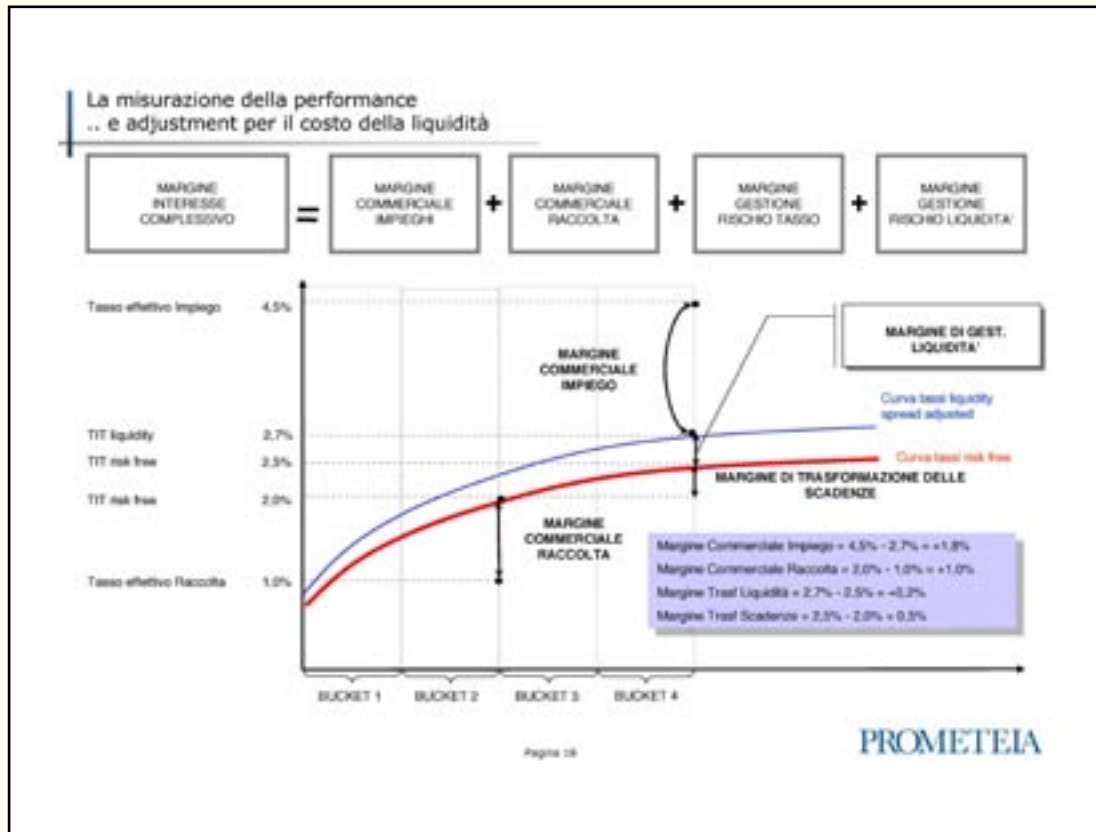 La misurazione della performance
.. e adjustment per il costo della liquidità
MARGINE
INTERESSE
COMPLESSIVO
=
MARGINE
COMMERCIALE
IMPIEGHI
+
MARGINE
COMMERCIALE
RACCOLTA
+
MARGINE
GESTIONE
RISCHIO TASSO
+
MARGINE
GESTIONE
RISCHIO LIQUIDITA'
Tasso effettivo Impiego 4,5%
MARGINE DI GEST.
LIQUIDITA'
MARGINE
COMMERCIALE
IMPIEGO
Curva tassi liquidity
spread adjusted
TIT liquidity 2,7%
Curva tassi risk free
TIT risk free 2,5%
MARGINE DI TRASFORMAZIONE DELLE
SCADENZE
TIT risk free 2,0%
MARGINE
COMMERCIALE
RACCOLTA
Tasso effettivo Raccolta 1,0%
Margine Commerciale Impiego = 4,5% - 2,7% = +1,8%
Margine Commerciale Raccolta = 2,0% - 1,0% = +1,0%
Margine Trasf Liquidità = 2,7% - 2,5% = +0,2%
Margine Trasf Scadenze = 2,5% - 2,0% = 0,5%
BUCKET 1 BUCKET 2 BUCKET 3 BUCKET 4
Pagina 18
PROMETEIA